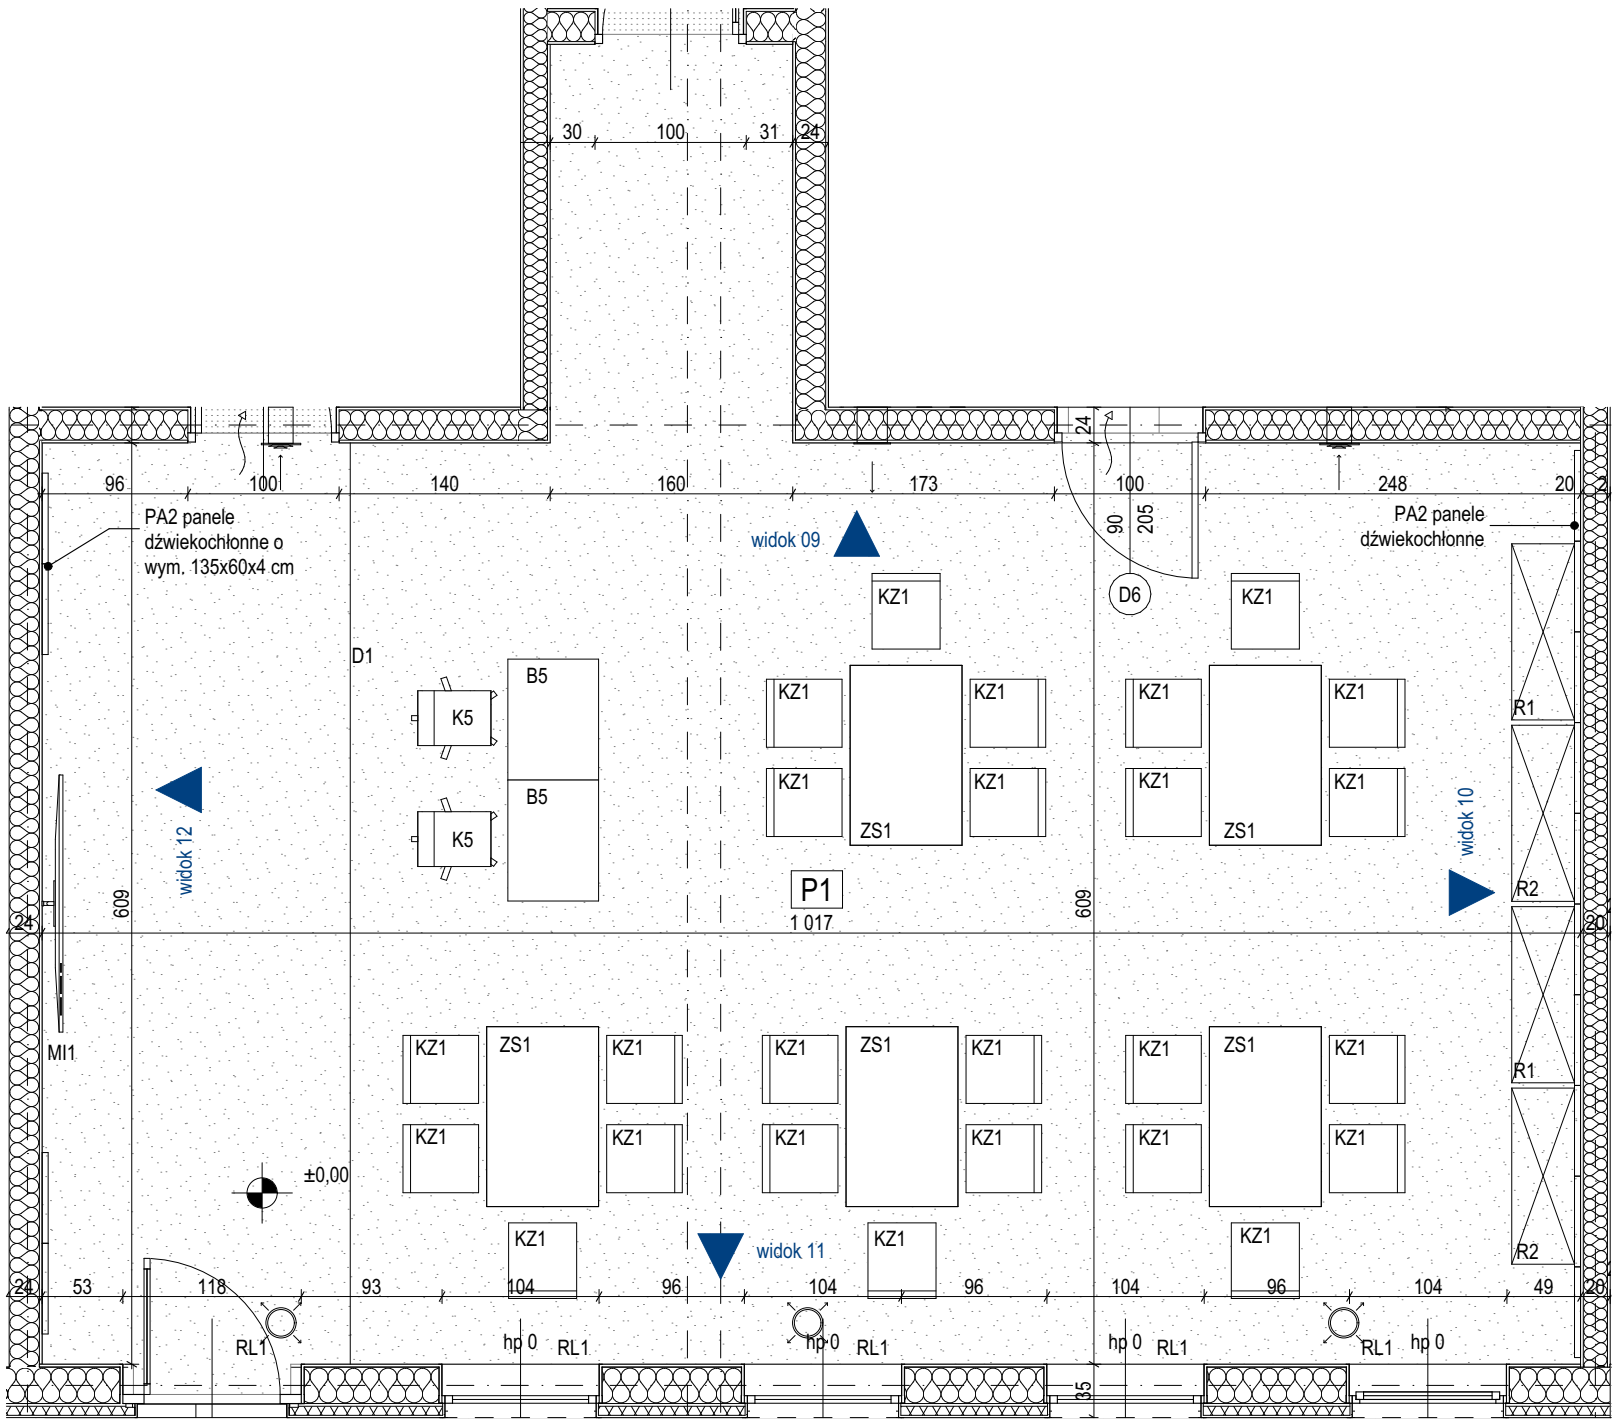 30 100 31 24
24
96 100 140 160 173 100 248 20
PA2 panele
dźwiekochłonne o
wym. 135x60x4 cm
PA2 panele
dźwiekochłonne
widok 09
90
205
D6
KZ1 KZ1
D1
B5
K5
KZ1 KZ1 KZ1 KZ1
R1
B5
K5
KZ1 KZ1 KZ1 KZ1
ZS1 ZS1
widok 12
widok 10
P1
1 017
R2
609
609
24
20
MI1
KZ1 ZS1 KZ1 KZ1 ZS1 KZ1 KZ1 ZS1 KZ1
R1
KZ1 KZ1 KZ1 KZ1 KZ1 KZ1
±0,00
KZ1 KZ1 KZ1
widok 11
R2
24 53 118 93 104 96 104 96 104 96 104 49 20
RL1 hp 0 RL1 hp 0 RL1 hp 0 RL1 RL1 hp 0
35